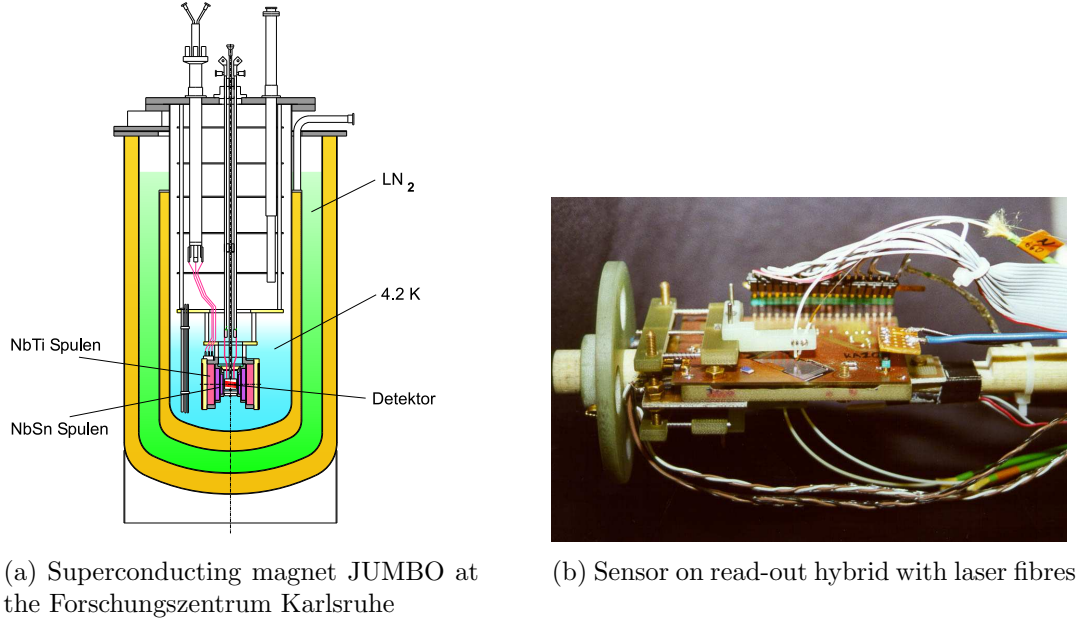 LN 2
4.2 K
NbTi Spulen
Detektor
NbSn Spulen
(a) Superconducting magnet JUMBO at
the Forschungszentrum Karlsruhe
(b) Sensor on read-out hybrid with laser fibres